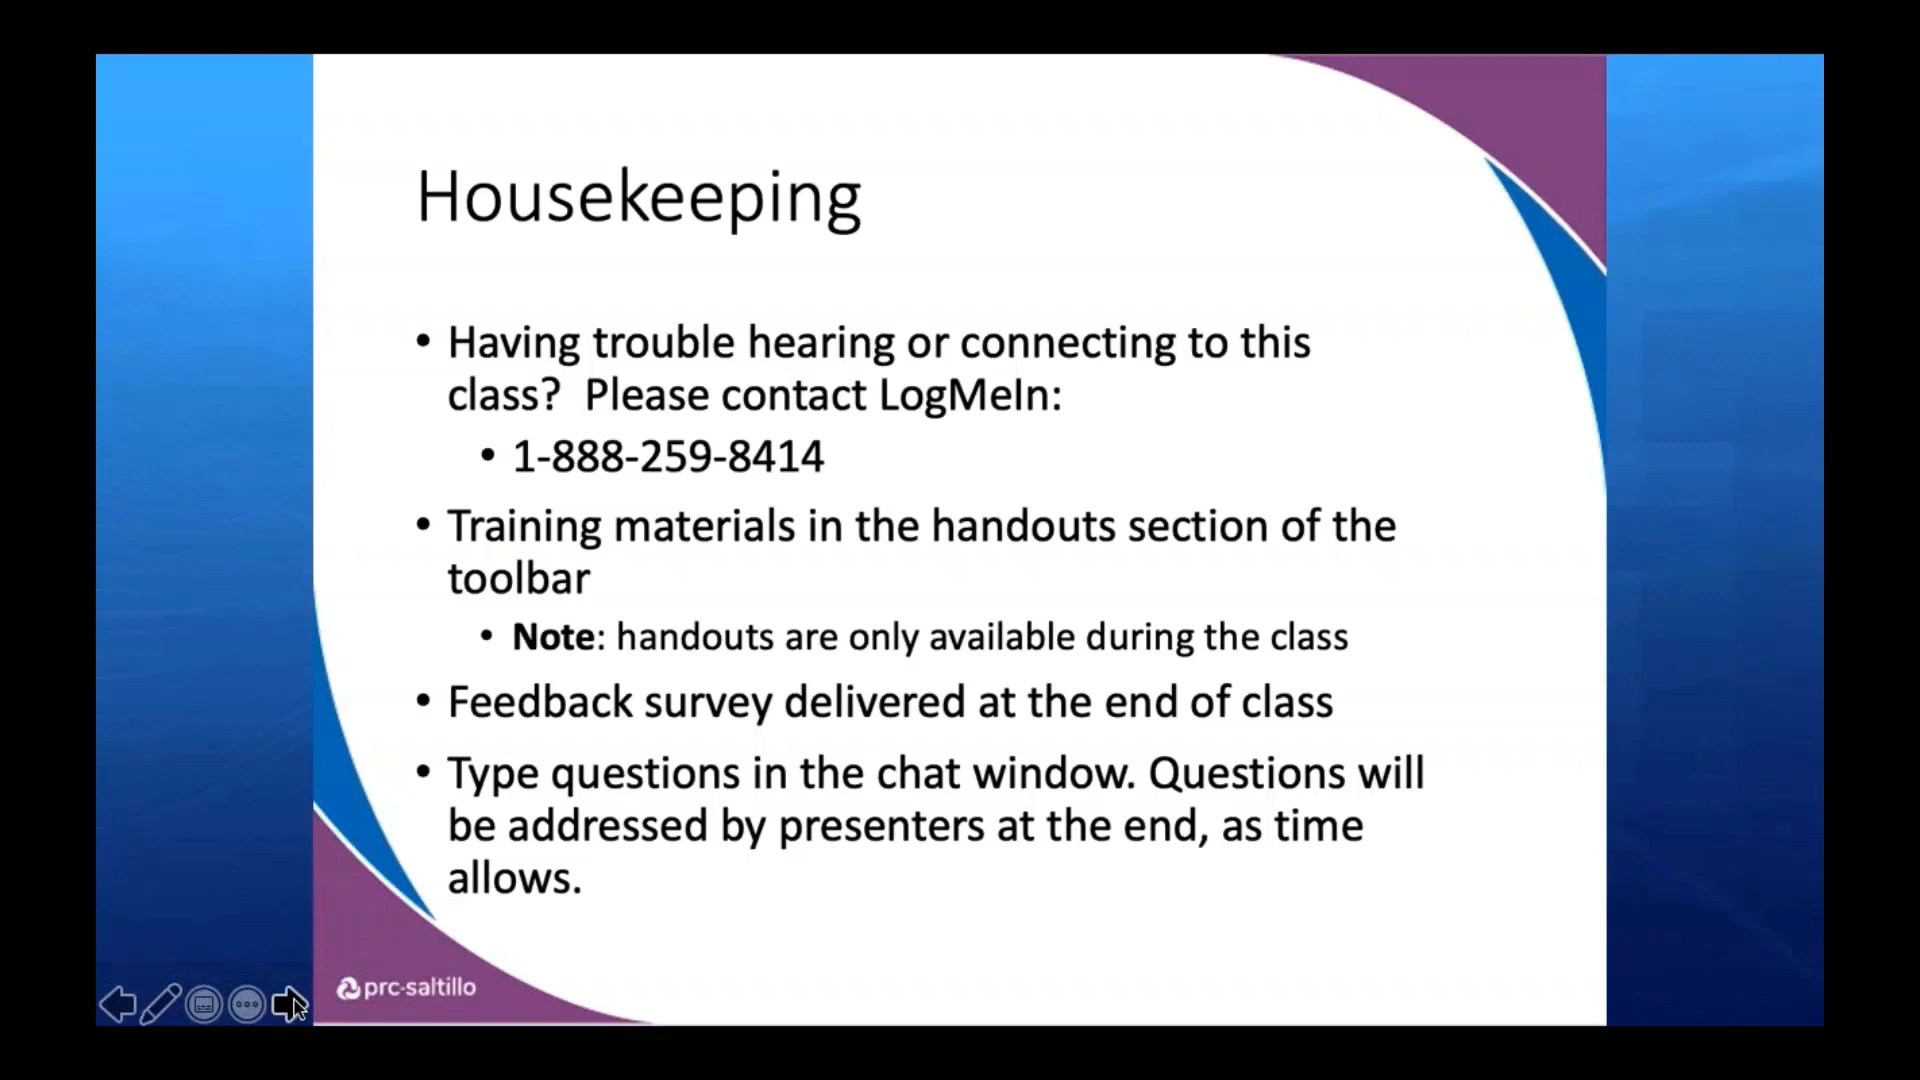 Housekeeping
• Having trouble hearing or connecting to this
class?  Please contact LogMeIn:
• 1-888-259-8414
• Training materials in the handouts section of the
toolbar
• Note: handouts are only available during the class
• Feedback survey delivered at the end of class
• Type questions in the chat window. Questions will
be addressed by presenters at the end, as time
allows.
prc-saltillo